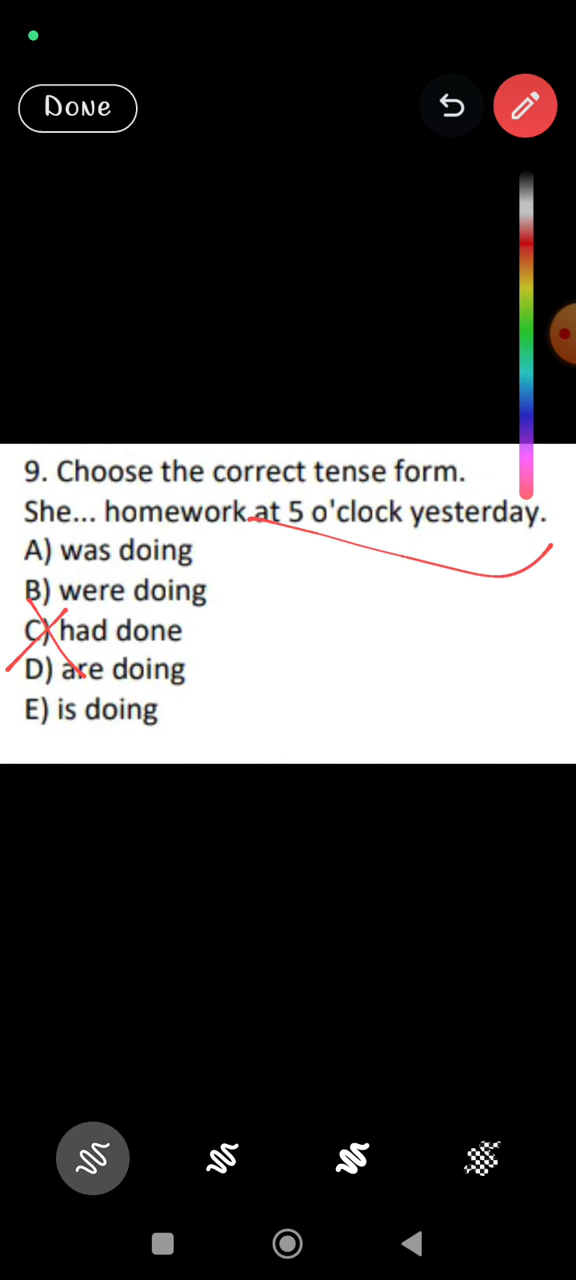 Done
9. Choose the correct tense form.
She... homework at 5 o'clock yesterday.
A) was doing
B) were doing
C) had done
D) are doing
E) is doing